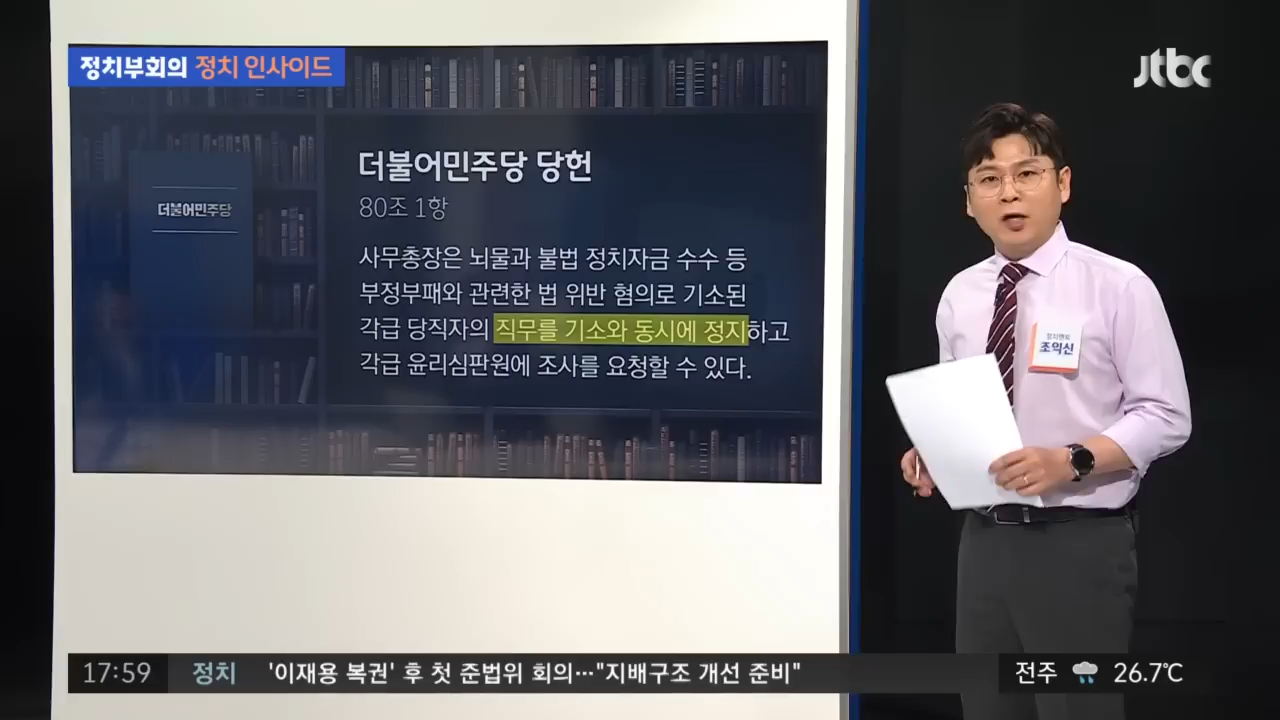 정치부회의 정치 인사이드
jtbc
더불어민주당 당헌
80조 1항
더불어민주당
사무총장은 뇌물과 불법 정치자금 수수 등
부정부패와 관련한 법 위반 혐의로 기소된
각급 당직자의 직무를 기소와 동시에 정지하고
각급 윤리심판원에 조사를 요청할 수 있다.
정치멘토
조익신
17:59 정치 '이재용 복권' 후 첫 준법위 회의…"지배구조 개선 준비" 전주 26.7℃